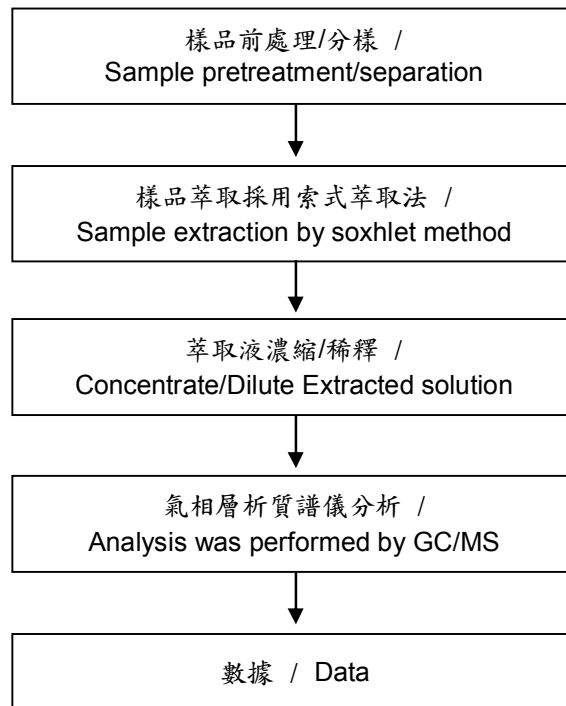 樣品前處理/分樣 /
Sample pretreatment/separation
樣品萃取採用索式萃取法 /
Sample extraction by soxhlet method
萃取液濃縮/稀釋 /
Concentrate/Dilute Extracted solution
氣相層析質譜儀分析 /
Analysis was performed by GC/MS
數據 / Data